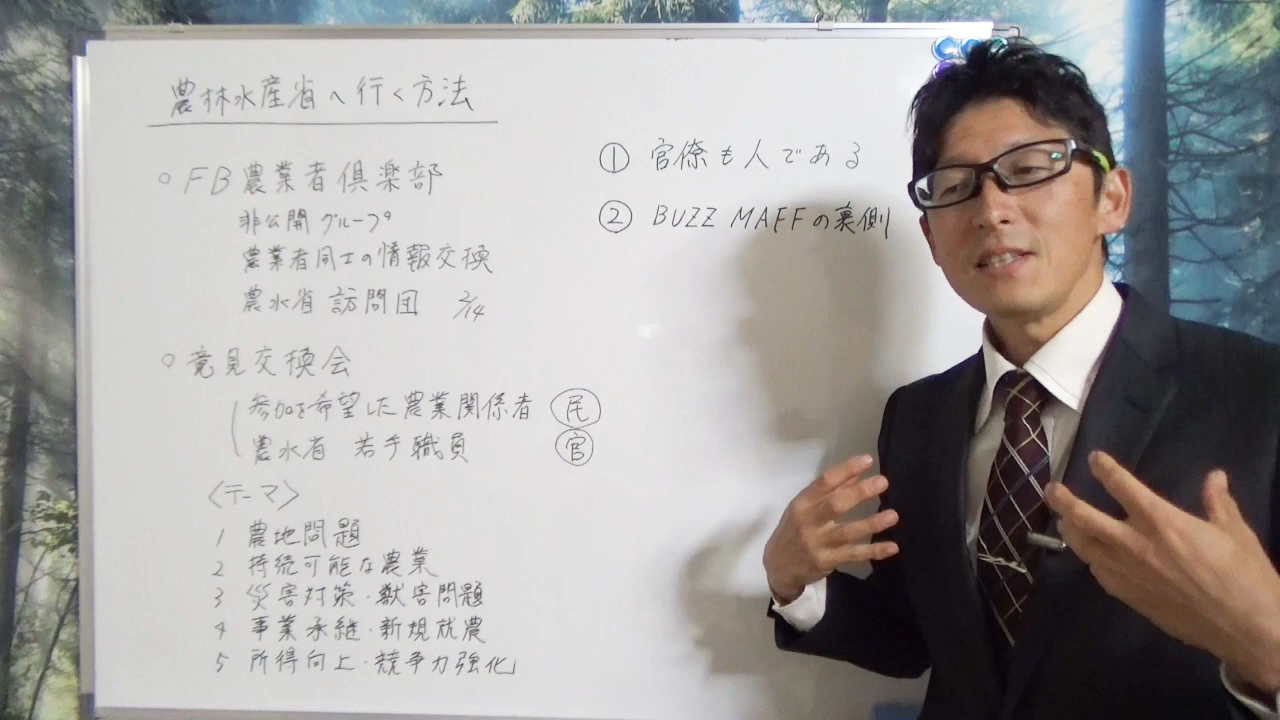 農林水産省へ行く方法
○ FB農業者倶楽部
非公開グループ
農業者同士の情報交換
農水省訪問団 2/14
○ 意見交換会
参加を希望した農業関係者 民
農水省 若手職員 官
〈テーマ〉
1 農地問題
2 持続可能な農業
3 災害対策・獣害問題
4 事業承継・新規就農
5 所得向上・競争力強化
① 官僚も人である
② BUZZ MAFFの裏側